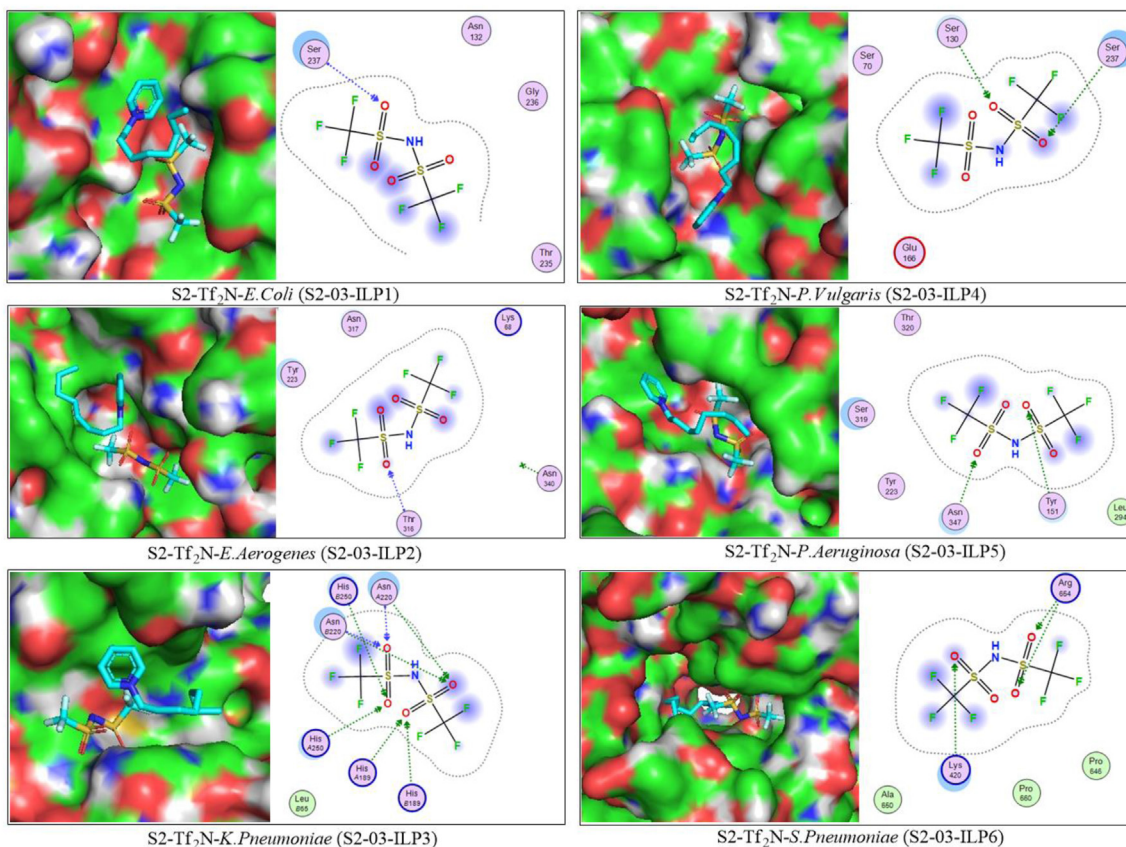 Asn
132
Ser
237
Gly
236
F
O
F
S
NH
F
O
S
O
O
F
F
F
Thr
235
S2-Tf₂N-E.Coli (S2-03-ILP1)
Ser
130
Ser
237
Ser
70
F
F
F
O
O
S
F
S
O
F
N
H
F
O
Glu
166
S2-Tf₂N-P.Vulgaris (S2-03-ILP4)
Asn
317
Lys
68
Tyr
223
F
F
F
O
S
O
O
F
S
N
H
F
F
O
Asn
340
Thr
316
S2-Tf₂N-E.Aerogenes (S2-03-ILP2)
Thr
320
Ser
319
F
F
O
O
F
F
S
S
F
N
H
F
O
O
Tyr
223
Asn
347
Tyr
151
Leu
294
S2-Tf₂N-P.Aeruginosa (S2-03-ILP5)
His
B250
Asn
A220
Asn
B220
O
F
H
N
F
S
O
S
F
O
O
F
F
F
His
A250
His
A189
His
B189
Leu
B65
S2-Tf₂N-K.Pneumoniae (S2-03-ILP3)
Arg
654
O
O
NH
S
S
F
O
O
F
F
F
F
F
Lys
420
Pro
646
Pro
660
Ala
650
S2-Tf₂N-S.Pneumoniae (S2-03-ILP6)